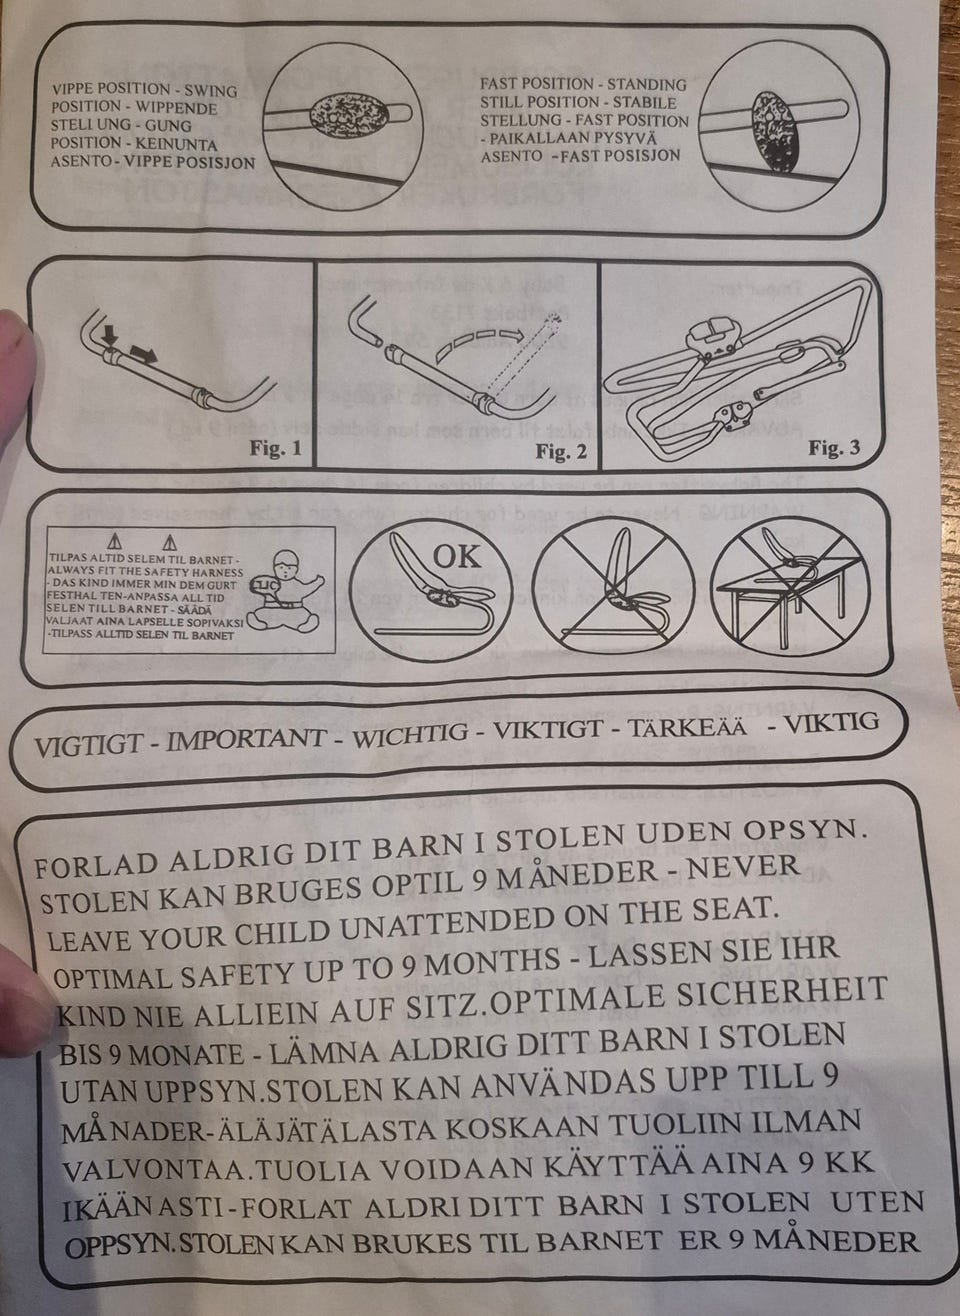 VIPPE POSITION - SWING
POSITION - WIPPENDE
STELLUNG - GUNG
POSITION - KEINUNTA
ASENTO - VIPPE POSISJON
FAST POSITION - STANDING
STILL POSITION - STABILE
STELLUNG - FAST POSITION
- PAIKALLAAN PYSYVÄ
ASENTO -FAST POSISJON
Fig. 1
Fig. 2
Fig. 3
TILPAS ALTID SELEM TIL BARNET -
ALWAYS FIT THE SAFETY HARNESS
- DAS KIND IMMER MIN DEM GURT
FESTHAL TEN-ANPASSA ALL TID
SELEN TILL BARNET - SÄÄDÄ
VALJAAT AINA LAPSELLE SOPIVAKSI
-TILPASS ALLTID SELEN TIL BARNET
CLIC
OK
VIGTIGT - IMPORTANT - WICHTIG - VIKTIGT - TÄRKEÄÄ - VIKTIG
FORLAD ALDRIG DIT BARN I STOLEN UDEN OPSYN.
STOLEN KAN BRUGES OPTIL 9 MÅNEDER - NEVER
LEAVE YOUR CHILD UNATTENDED ON THE SEAT.
OPTIMAL SAFETY UP TO 9 MONTHS - LASSEN SIE IHR
KIND NIE ALLIEIN AUF SITZ.OPTIMALE SICHERHEIT
BIS 9 MONATE - LÄMNA ALDRIG DITT BARN I STOLEN
UTAN UPPSYN.STOLEN KAN ANVÄNDAS UPP TILL 9
MÅNADER-ÄLÄ JÄTÄ LASTA KOSKAAN TUOLIIN ILMAN
VALVONTAA.TUOLIA VOIDAAN KÄYTTÄÄ AINA 9 KK
IKÄÄN ASTI -FORLAT ALDRI DITT BARN I STOLEN UTEN
OPPSYN.STOLEN KAN BRUKES TIL BARNET ER 9 MÅNEDER